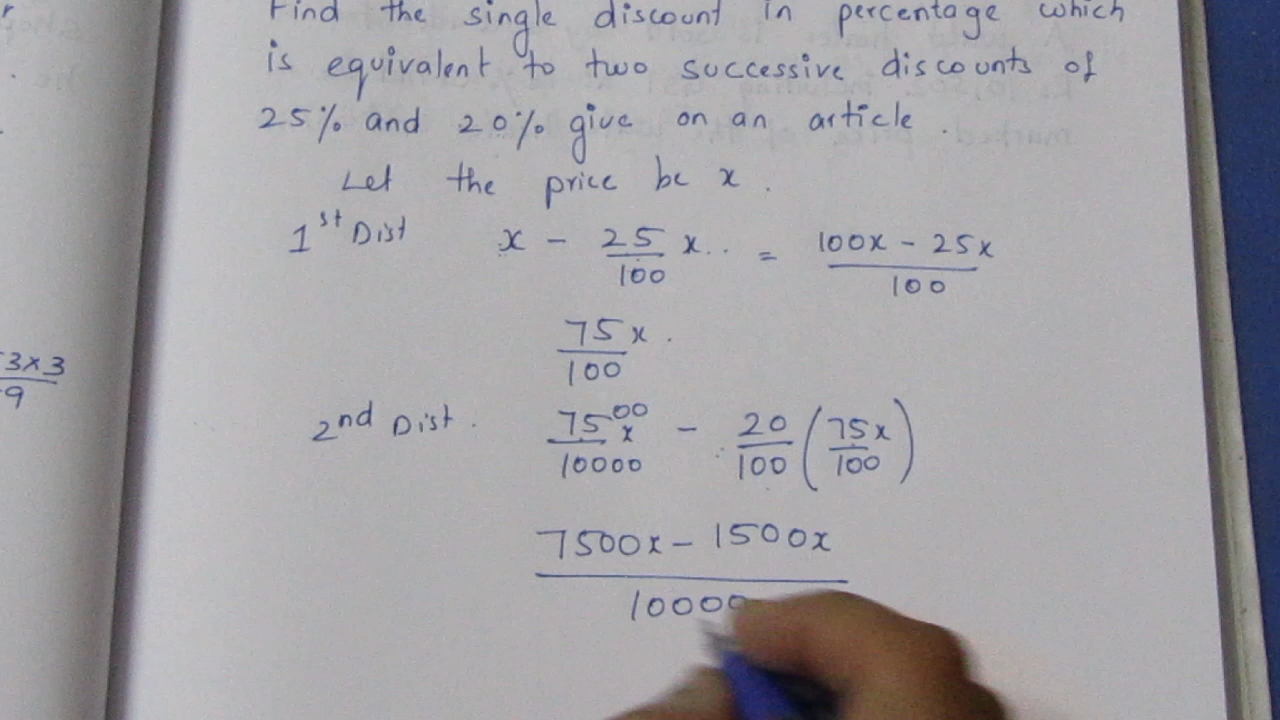 Find the single discount in percentage which
is equivalent to two successive discounts of
25% and 20% give on an article.
Let the price be x.
1st Dist x - 25/100 x.. = 100x - 25x / 100
75x / 100
2nd Dist. 7500x / 10000 - 20/100 (75x/100)
7500x - 1500x / 10000
3x3
9